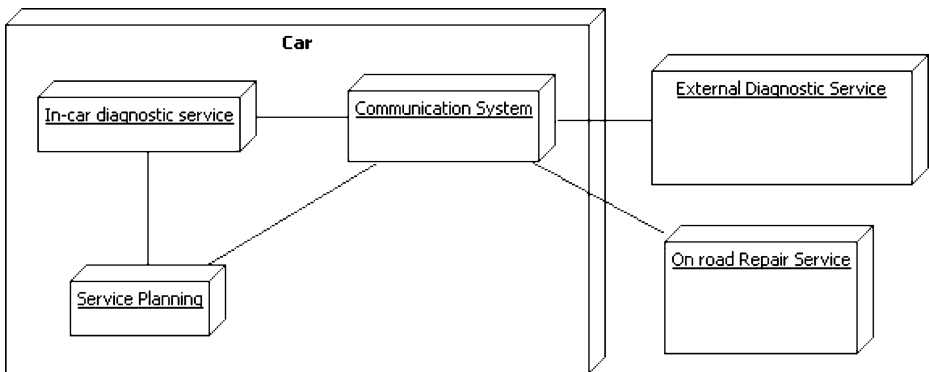 Car
In-car diagnostic service
Communication System
External Diagnostic Service
Service Planning
On road Repair Service